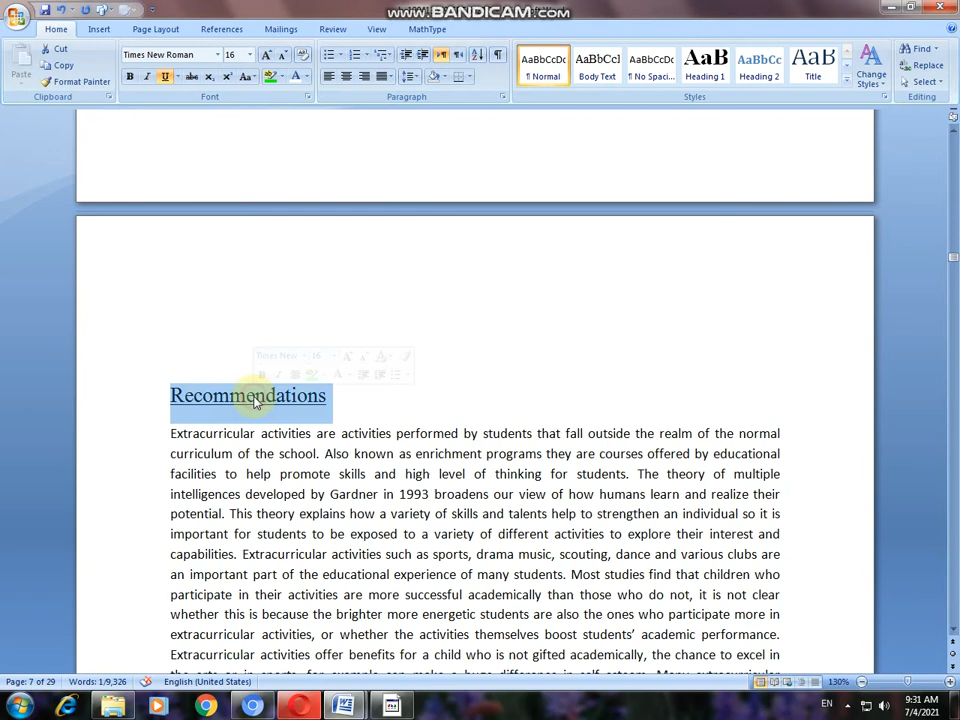 www.BANDICAM.com
Home Insert Page Layout References Mailings Review View MathType
Paste
Cut
Copy
Format Painter
Clipboard
Times New Roman 16
Font
Paragraph
AaBbCcDc AaBbCcI AaBbCcDc AaB AaBbCc AaB
¶ Normal Body Text ¶ No Spaci... Heading 1 Heading 2 Title
Change Styles
Styles
Find
Replace
Select
Editing
Times New 16
Recommendations
Extracurricular activities are activities performed by students that fall outside the realm of the normal
curriculum of the school. Also known as enrichment programs they are courses offered by educational
facilities to help promote skills and high level of thinking for students. The theory of multiple
intelligences developed by Gardner in 1993 broadens our view of how humans learn and realize their
potential. This theory explains how a variety of skills and talents help to strengthen an individual so it is
important for students to be exposed to a variety of different activities to explore their interest and
capabilities. Extracurricular activities such as sports, drama music, scouting, dance and various clubs are
an important part of the educational experience of many students. Most studies find that children who
participate in their activities are more successful academically than those who do not, it is not clear
whether this is because the brighter more energetic students are also the ones who participate more in
extracurricular activities, or whether the activities themselves boost students' academic performance.
Extracurricular activities offer benefits for a child who is not gifted academically, the chance to excel in
Page: 7 of 29 Words: 1/9,326 English (United States) 130%
EN 9:31 AM
7/4/2021